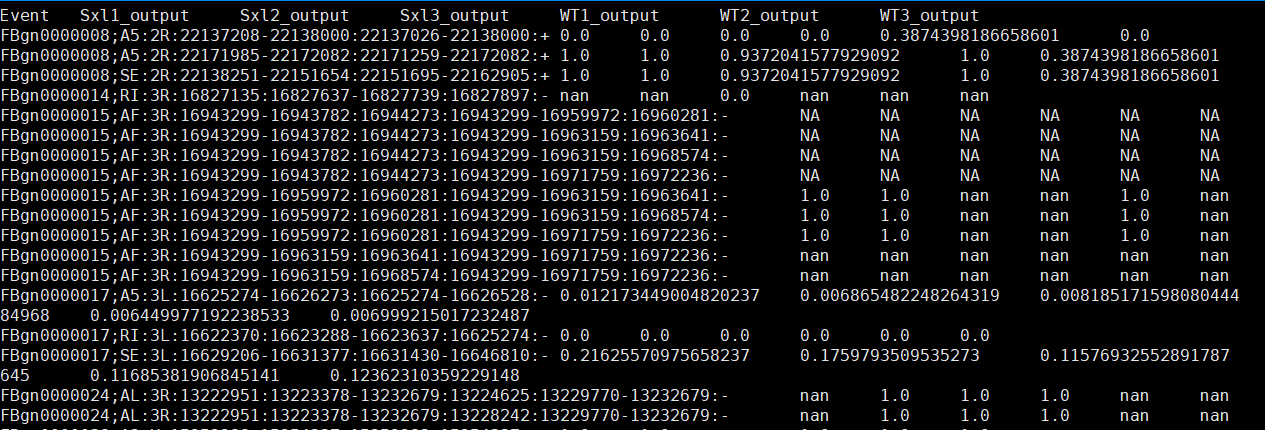 Event Sxl1_output Sxl2_output Sxl3_output WT1_output WT2_output WT3_output
FBgn0000008;A5:2R:22137208-22138000:22137026-22138000:+ 0.0 0.0 0.0 0.0 0.3874398186658601 0.0
FBgn0000008;A5:2R:22171985-22172082:22171259-22172082:+ 1.0 1.0 0.9372041577929092 1.0 0.3874398186658601
FBgn0000008;SE:2R:22138251-22151654:22151695-22162905:+ 1.0 1.0 0.9372041577929092 1.0 0.3874398186658601
FBgn0000014;RI:3R:16827135:16827637-16827739:16827897:- nan nan 0.0 nan nan nan
FBgn0000015;AF:3R:16943299-16943782:16944273:16943299-16959972:16960281:- NA NA NA NA NA NA
FBgn0000015;AF:3R:16943299-16943782:16944273:16943299-16963159:16963641:- NA NA NA NA NA NA
FBgn0000015;AF:3R:16943299-16943782:16944273:16943299-16963159:16968574:- NA NA NA NA NA NA
FBgn0000015;AF:3R:16943299-16943782:16944273:16943299-16971759:16972236:- NA NA NA NA NA NA
FBgn0000015;AF:3R:16943299-16959972:16960281:16943299-16963159:16963641:- 1.0 1.0 nan nan 1.0 nan
FBgn0000015;AF:3R:16943299-16959972:16960281:16943299-16963159:16968574:- 1.0 1.0 nan nan 1.0 nan
FBgn0000015;AF:3R:16943299-16959972:16960281:16943299-16971759:16972236:- 1.0 1.0 nan nan 1.0 nan
FBgn0000015;AF:3R:16943299-16963159:16963641:16943299-16971759:16972236:- nan nan nan nan nan nan
FBgn0000015;AF:3R:16943299-16963159:16968574:16943299-16971759:16972236:- nan nan nan nan nan nan
FBgn0000017;A5:3L:16625274-16626273:16625274-16626528:- 0.012173449004820237 0.006865482248264319 0.008185171598080444
84968 0.006449977192238533 0.006999215017232487
FBgn0000017;RI:3L:16622370:16623288-16623637:16625274:- 0.0 0.0 0.0 0.0 0.0 0.0
FBgn0000017;SE:3L:16629206-16631377:16631430-16646810:- 0.21625570975658237 0.1759793509535273 0.11576932552891787
645 0.11685381906845141 0.12362310359229148
FBgn0000024;AL:3R:13222951:13223378-13232679:13224625:13229770-13232679:- nan 1.0 1.0 1.0 nan nan
FBgn0000024;AL:3R:13222951:13223378-13232679:13228242:13229770-13232679:- nan 1.0 1.0 1.0 nan nan